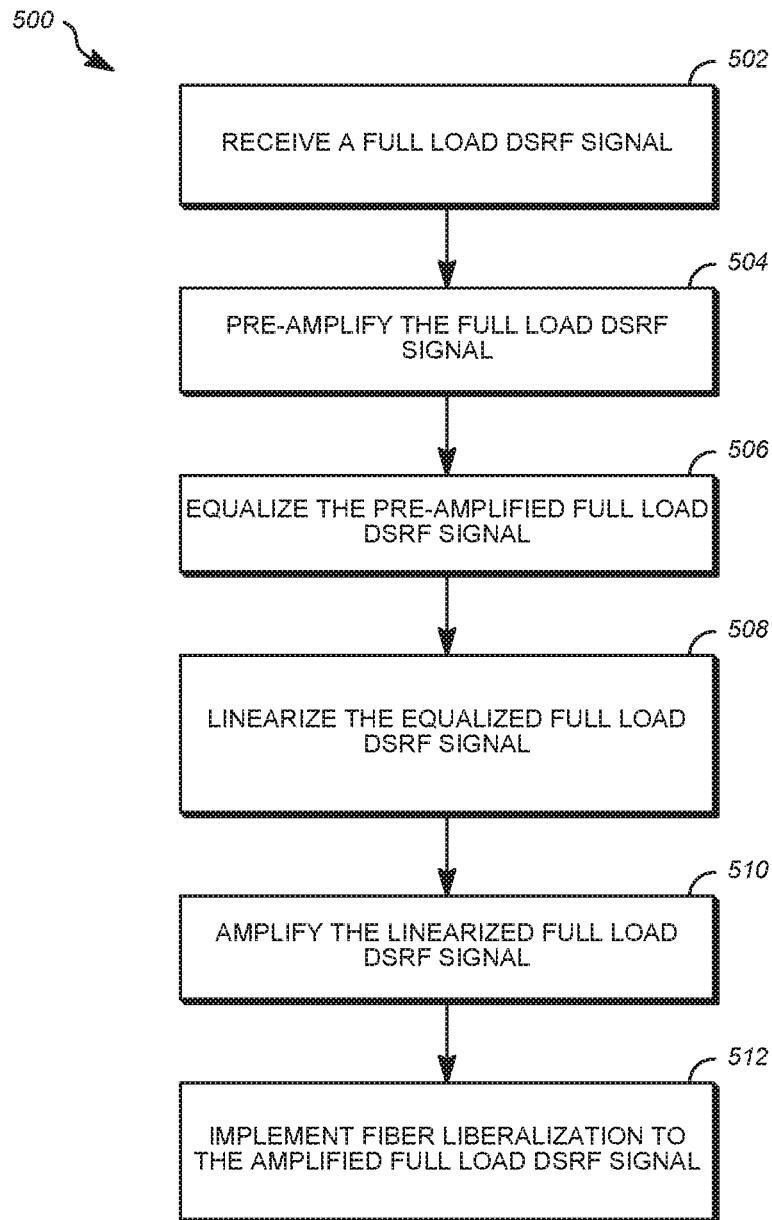 500
502
RECEIVE A FULL LOAD DSRF SIGNAL
504
PRE-AMPLIFY THE FULL LOAD DSRF
SIGNAL
506
EQUALIZE THE PRE-AMPLIFIED FULL LOAD
DSRF SIGNAL
508
LINEARIZE THE EQUALIZED FULL LOAD
DSRF SIGNAL
510
AMPLIFY THE LINEARIZED FULL LOAD
DSRF SIGNAL
512
IMPLEMENT FIBER LIBERALIZATION TO
THE AMPLIFIED FULL LOAD DSRF SIGNAL